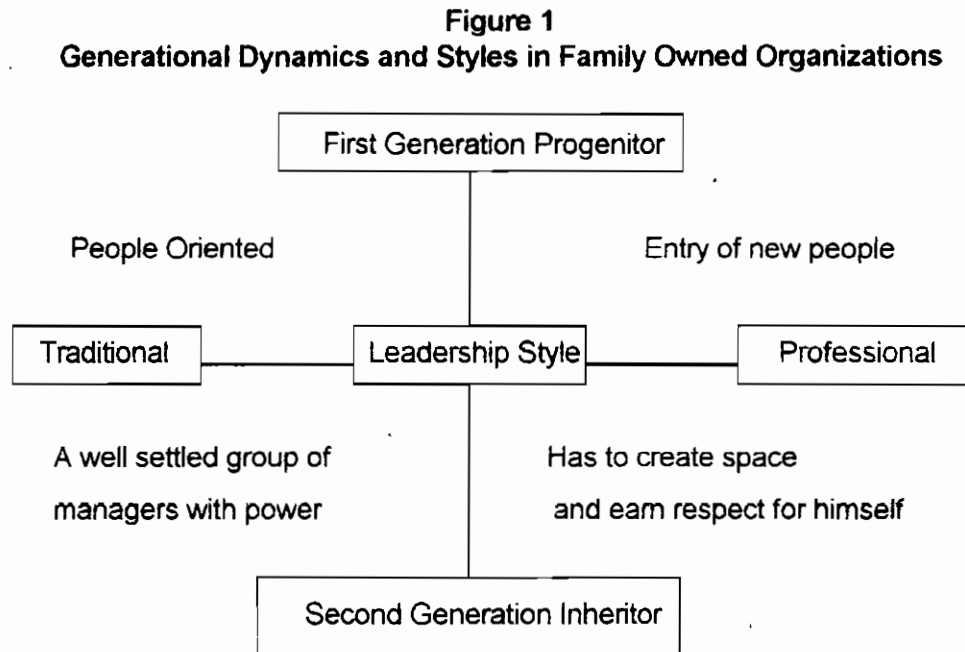 Figure 1
Generational Dynamics and Styles in Family Owned Organizations
First Generation Progenitor
People Oriented
Entry of new people
Traditional
Leadership Style
Professional
A well settled group of
managers with power
Has to create space
and earn respect for himself
Second Generation Inheritor